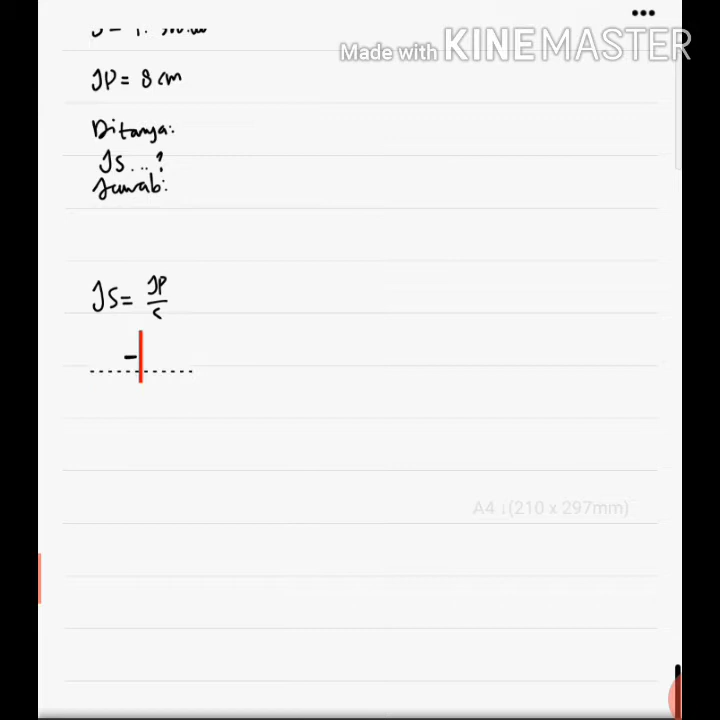 Made with KINEMASTER
JP = 8 cm
Ditanya:
JS...?
Jawab:
JS = JP
S
A4 ↓(210 x 297mm)